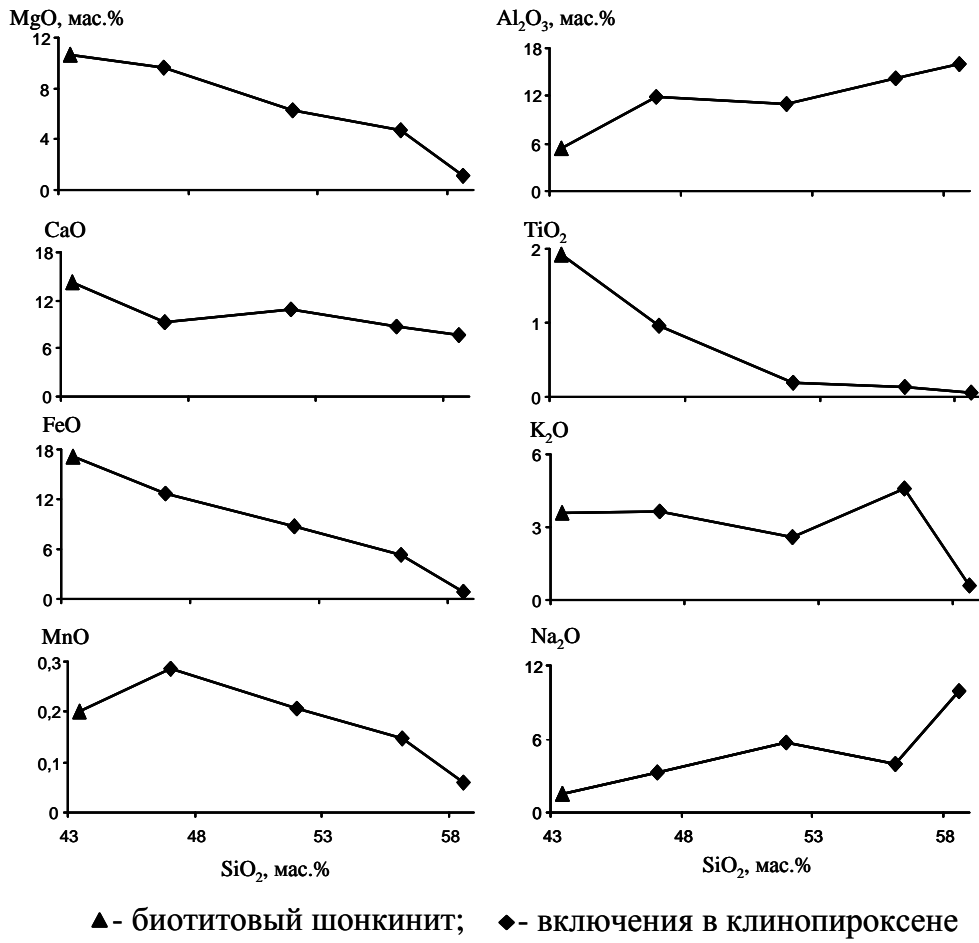 MgO, мас.%
12
8
4
0
Al₂O₃, мас.%
18
12
6
0
CaO
18
12
6
0
TiO₂
2
1
0
FeO
18
12
6
0
K₂O
6
3
0
MnO
0,3
0,2
0,1
0
43 48 53 58
SiO₂, мас.%
Na₂O
12
6
0
43 48 53 58
SiO₂, мас.%
▲- биотитовый шонкинит; ◆- включения в клинопироксене